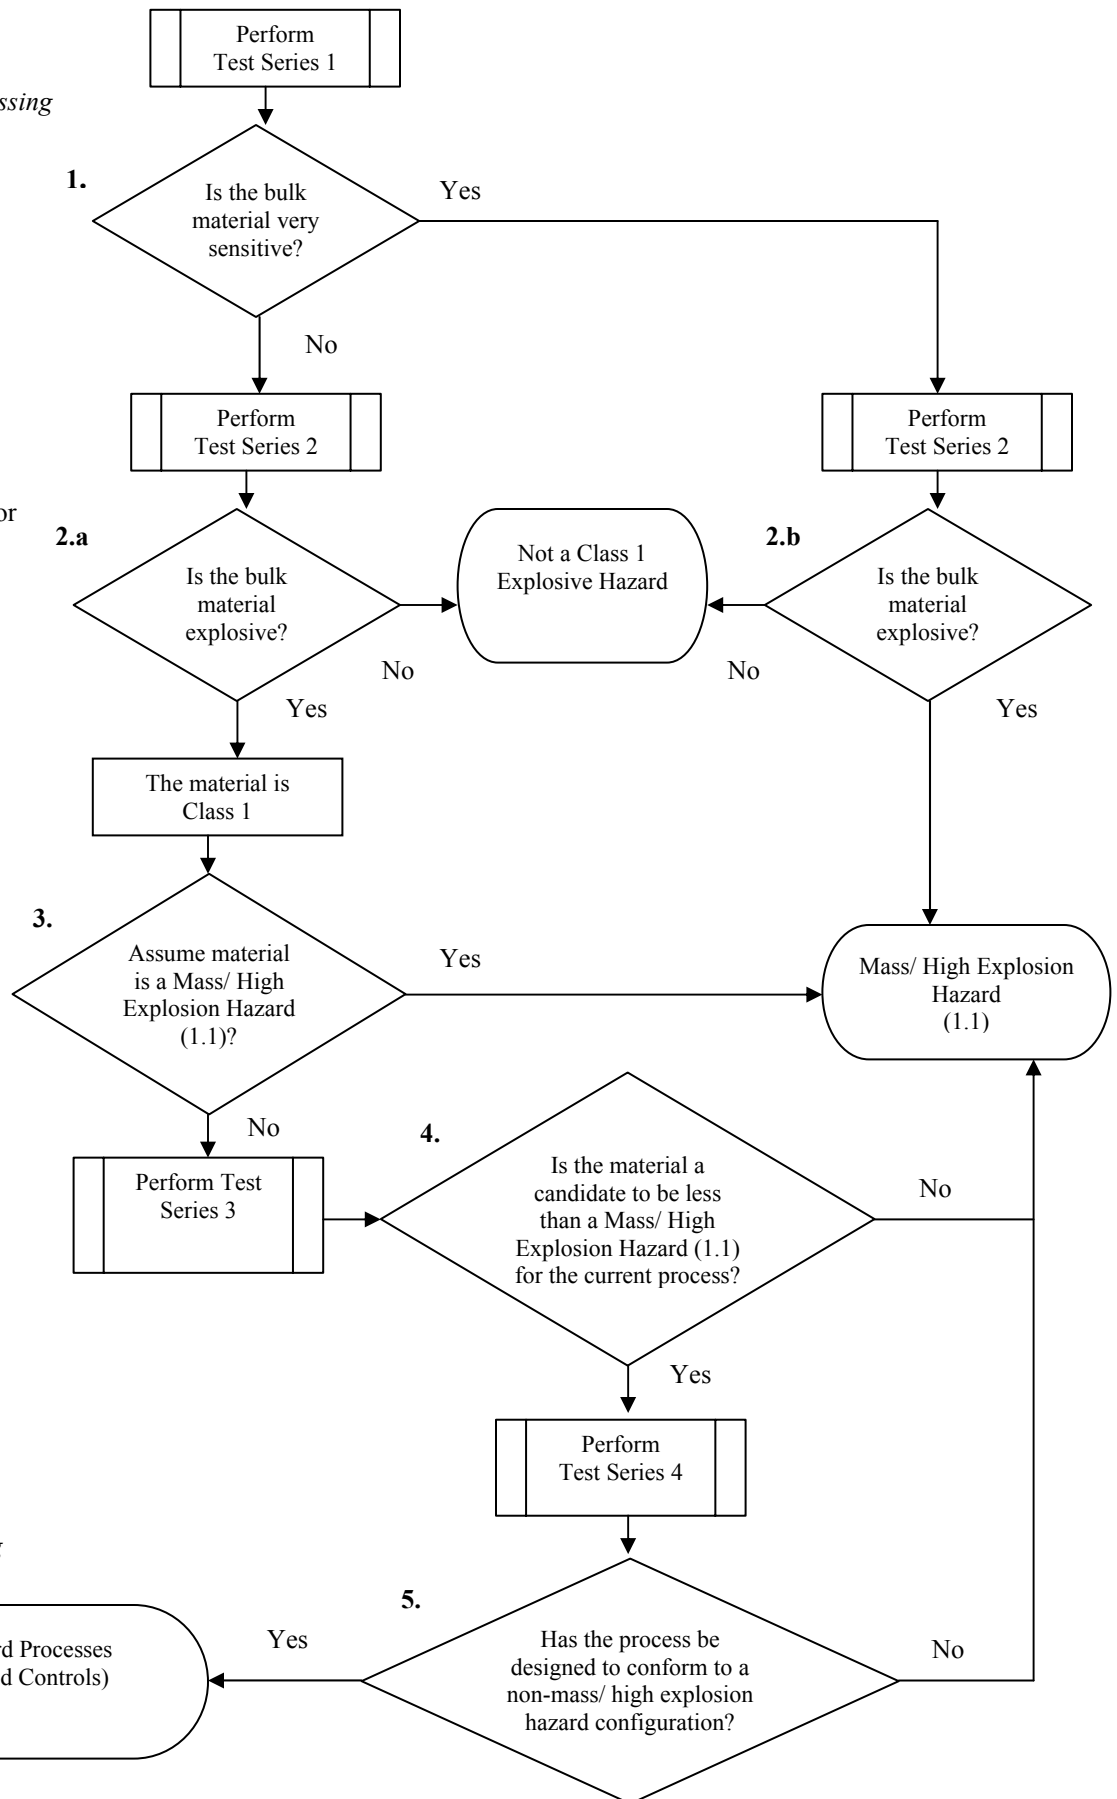 Perform
Test Series 1
1.
Is the bulk
material very
sensitive?
Yes
No
Perform
Test Series 2
Perform
Test Series 2
or
2.a
Is the bulk
material
explosive?
Not a Class 1
Explosive Hazard
2.b
Is the bulk
material
explosive?
No
No
Yes
Yes
The material is
Class 1
3.
Assume material
is a Mass/ High
Explosion Hazard
(1.1)?
Yes
Mass/ High Explosion
Hazard
(1.1)
No
Perform Test
Series 3
4.
Is the material a
candidate to be less
than a Mass/ High
Explosion Hazard (1.1)
for the current process?
No
Yes
Perform
Test Series 4
5.
Has the process be
designed to conform to a
non-mass/ high explosion
hazard configuration?
Yes
No
Processes
Controls)